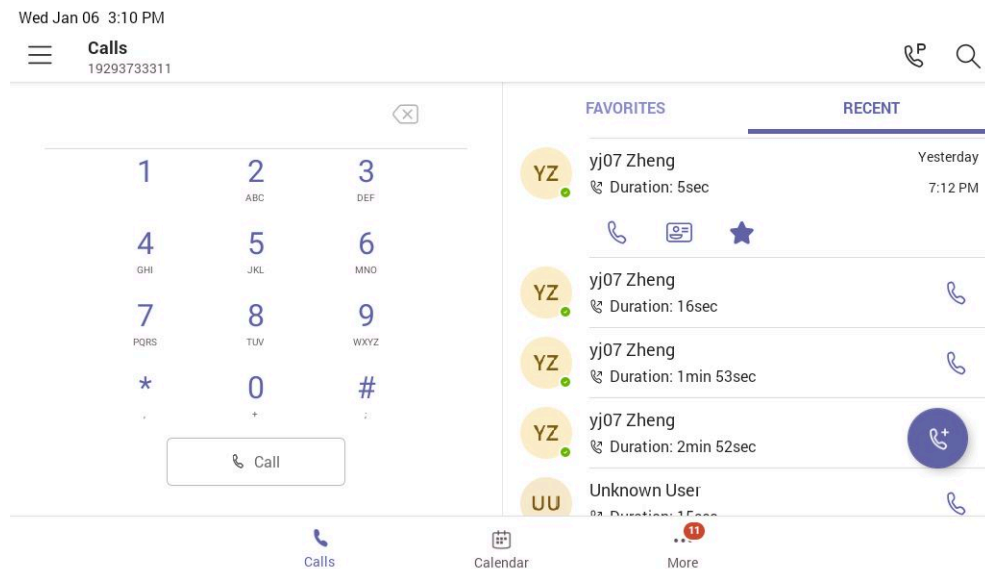 Wed Jan 06 3:10 PM
Calls
19293733311
P
FAVORITES
RECENT
1
2
ABC
3
DEF
4
GHI
5
JKL
6
MNO
7
PQRS
8
TUV
9
WXYZ
*
,
0
+
#
;
Call
YZ
yj07 Zheng
Yesterday
Duration: 5sec
7:12 PM
YZ
yj07 Zheng
Duration: 16sec
YZ
yj07 Zheng
Duration: 1min 53sec
YZ
yj07 Zheng
Duration: 2min 52sec
UU
Unknown User
Duration: 15sec
Calls
Calendar
11
More